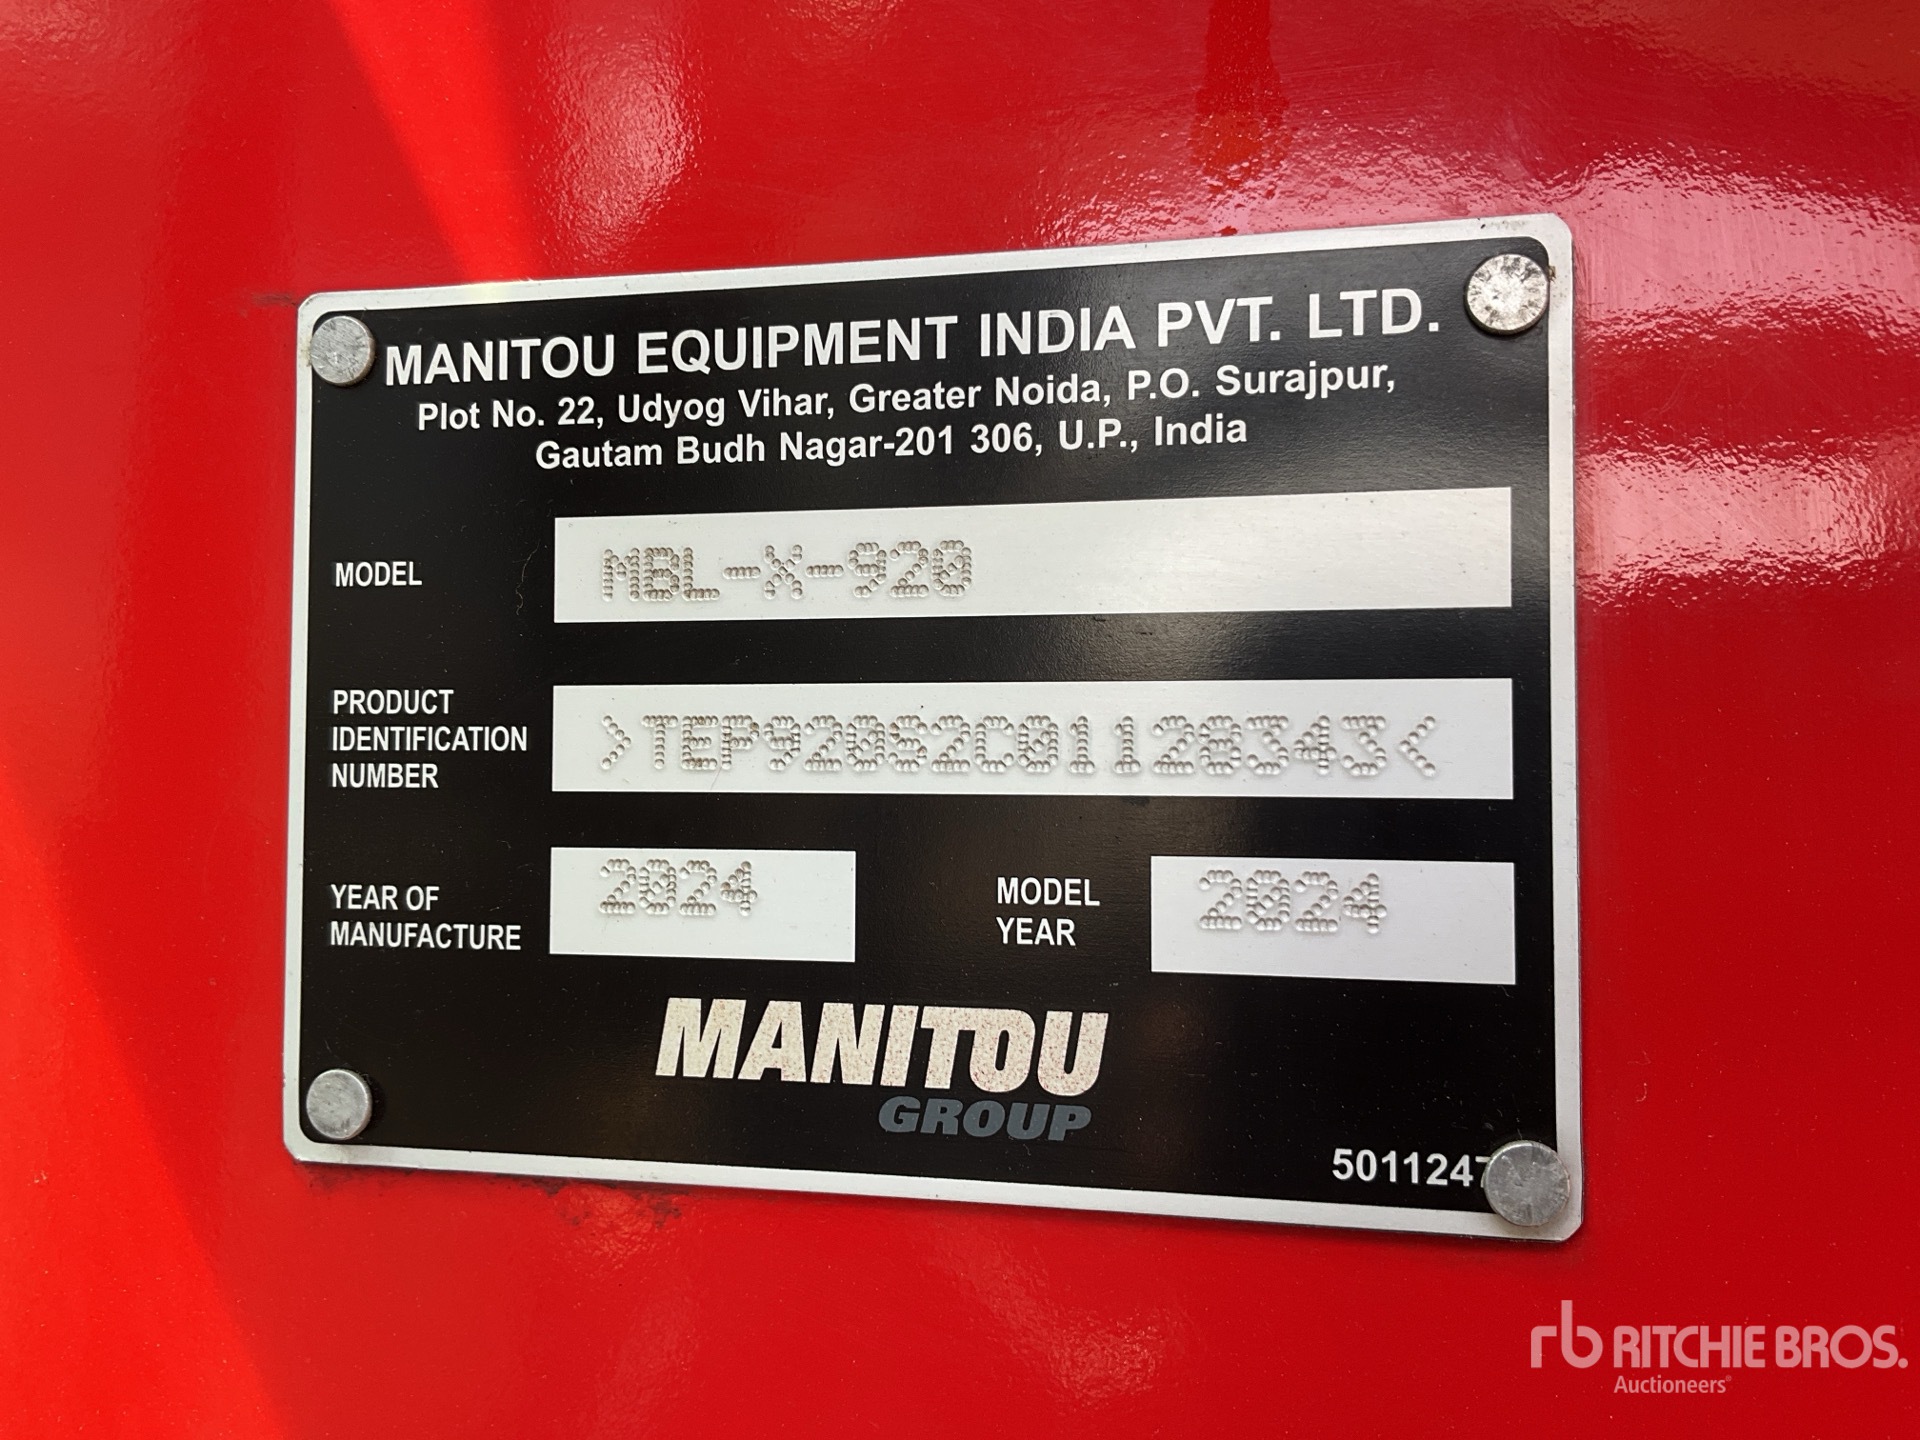 MANITOU EQUIPMENT INDIA PVT. LTD.
Plot No. 22, Udyog Vihar, Greater Noida, P.O. Surajpur,
Gautam Budh Nagar-201 306, U.P., India
MODEL MBL-X-920
PRODUCT
IDENTIFICATION
NUMBER
>TEP920S2C01128343<
YEAR OF
MANUFACTURE
2024
MODEL
YEAR
2024
MANITOU
GROUP
rb RITCHIE BROS.
Auctioneers